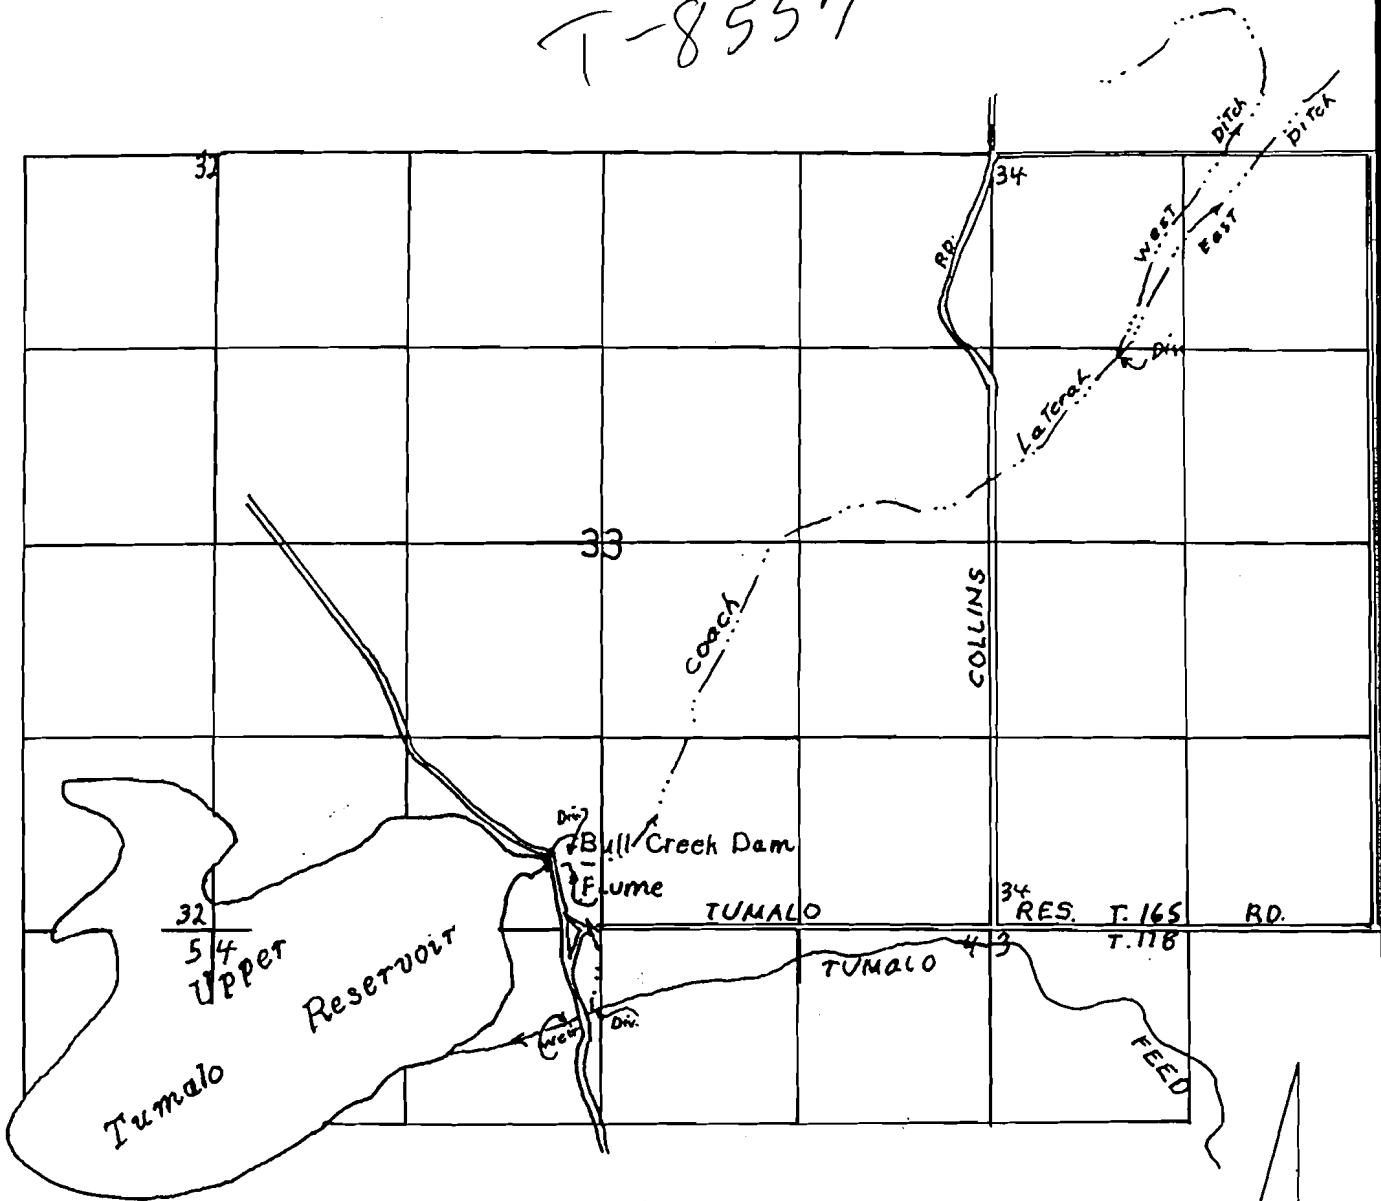 T-8557
Ditch
Ditch
32
34
West
East
RD.
Div.
Lateral
33
COLLINS
Coach
Div.
Bull Creek Dam
Flume
34
32
TUMALO RES. T. 16S RD.
5 4
4 3
T. 17S
Upper
Reservoir
TUMALO
Weir
Div.
FEED
Tumalo